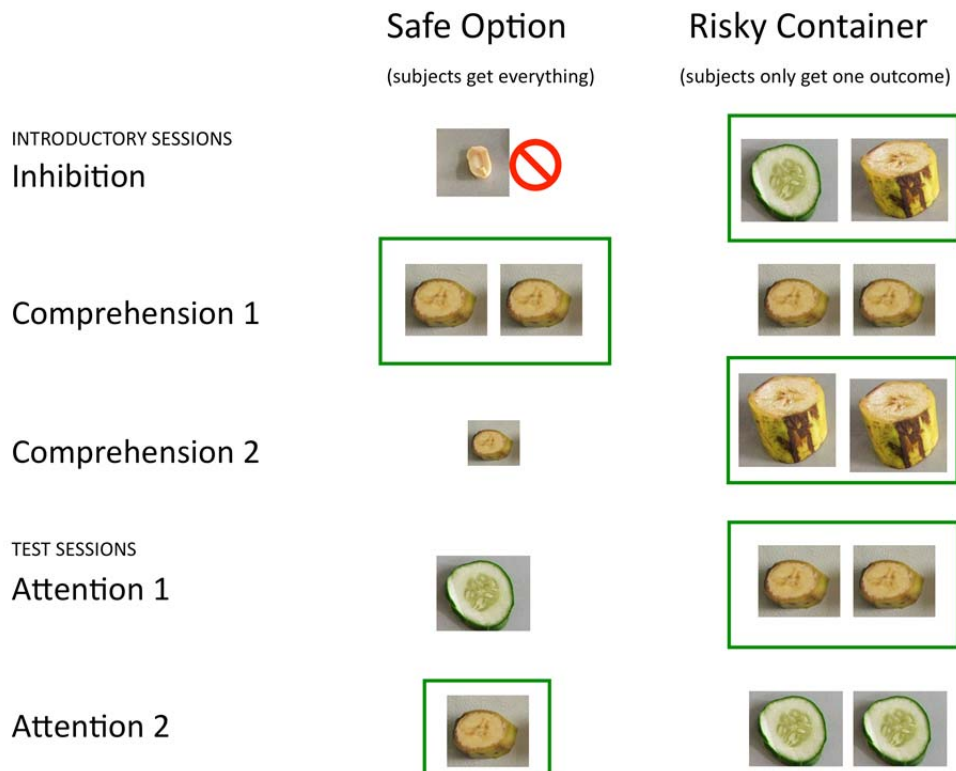 Safe Option
Risky Container
(subjects get everything)
(subjects only get one outcome)
INTRODUCTORY SESSIONS
Inhibition
Comprehension 1
Comprehension 2
TEST SESSIONS
Attention 1
Attention 2